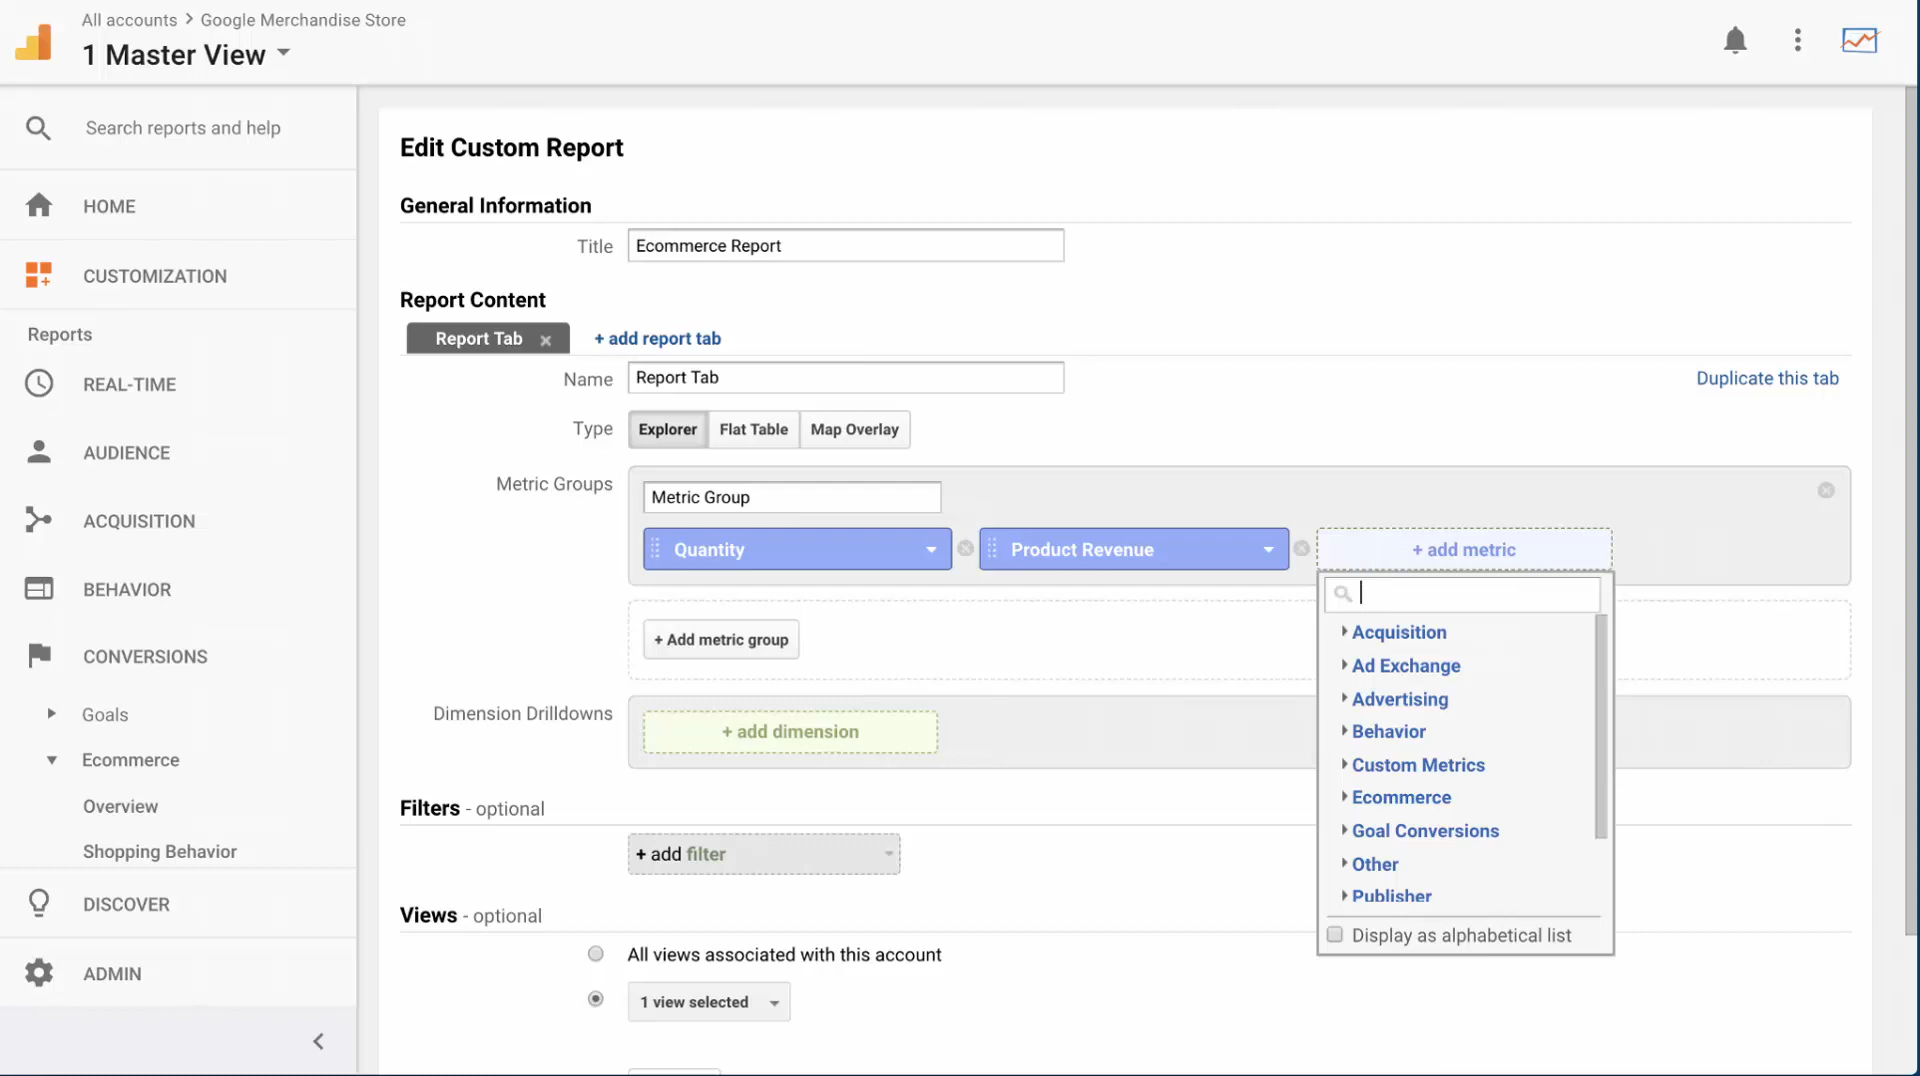 All accounts > Google Merchandise Store
1 Master View
Search reports and help
HOME
CUSTOMIZATION
Reports
REAL-TIME
AUDIENCE
ACQUISITION
BEHAVIOR
CONVERSIONS
Goals
Ecommerce
Overview
Shopping Behavior
DISCOVER
ADMIN
Edit Custom Report
General Information
Title Ecommerce Report
Report Content
Report Tab x + add report tab
Name Report Tab Duplicate this tab
Type Explorer Flat Table Map Overlay
Metric Groups Metric Group
Quantity Product Revenue + add metric
+ Add metric group
Dimension Drilldowns + add dimension
Acquisition
Ad Exchange
Advertising
Behavior
Custom Metrics
Ecommerce
Goal Conversions
Other
Publisher
Display as alphabetical list
Filters - optional
+ add filter
Views - optional
All views associated with this account
1 view selected